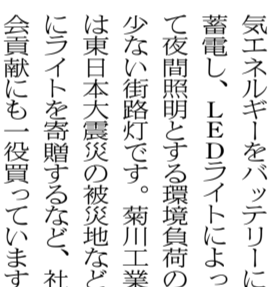 気エネルギーをバッテリーに
蓄電し、LEDライトによっ
て夜間照明とする環境負荷の
少ない街路灯です。菊川工業
は東日本大震災の被災地など
にライトを寄贈するなど、社
会貢献にも一役買っています